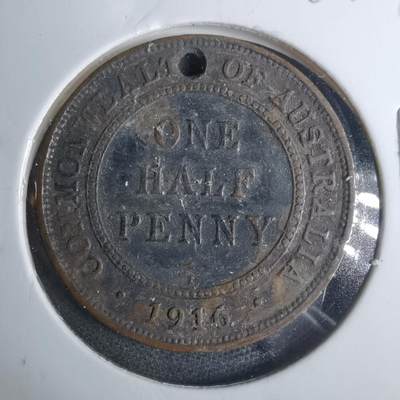 COMMONWEALTH OF AUSTRALIA
ONE
HALF
PENNY
1916